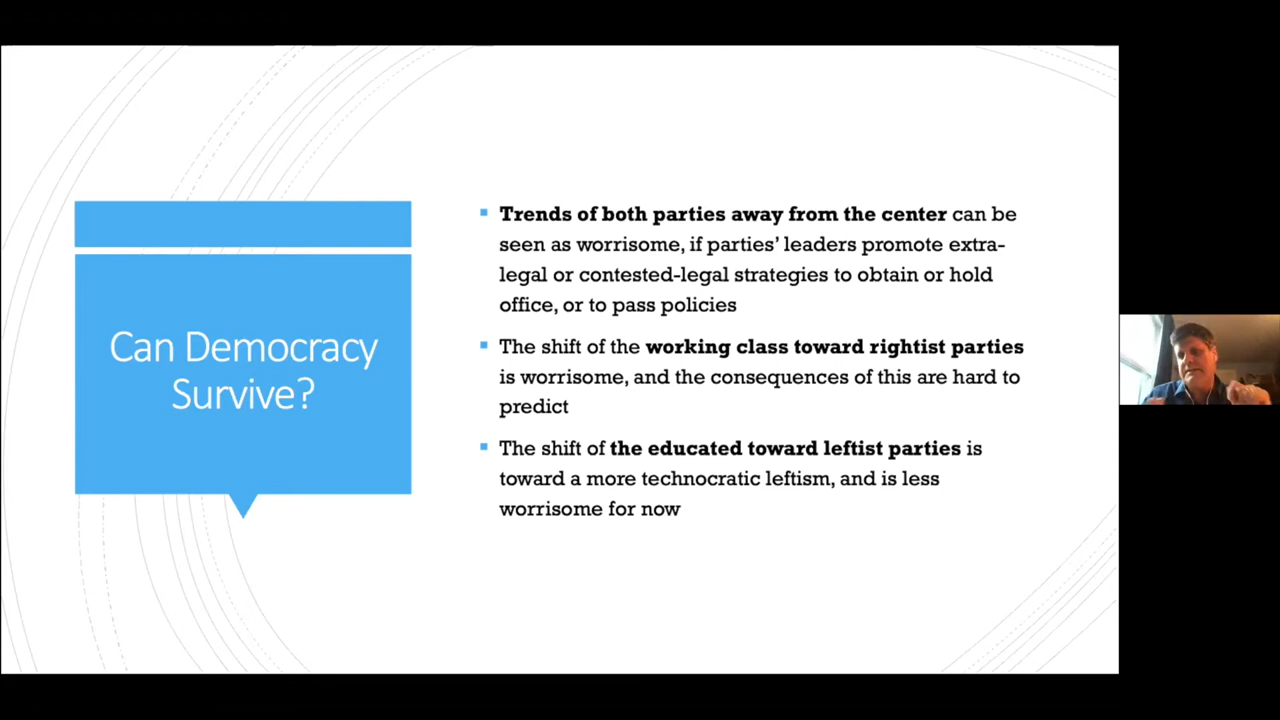 Can Democracy
Survive?
Trends of both parties away from the center can be
seen as worrisome, if parties’ leaders promote extra-
legal or contested-legal strategies to obtain or hold
office, or to pass policies
The shift of the working class toward rightist parties
is worrisome, and the consequences of this are hard to
predict
The shift of the educated toward leftist parties is
toward a more technocratic leftism, and is less
worrisome for now